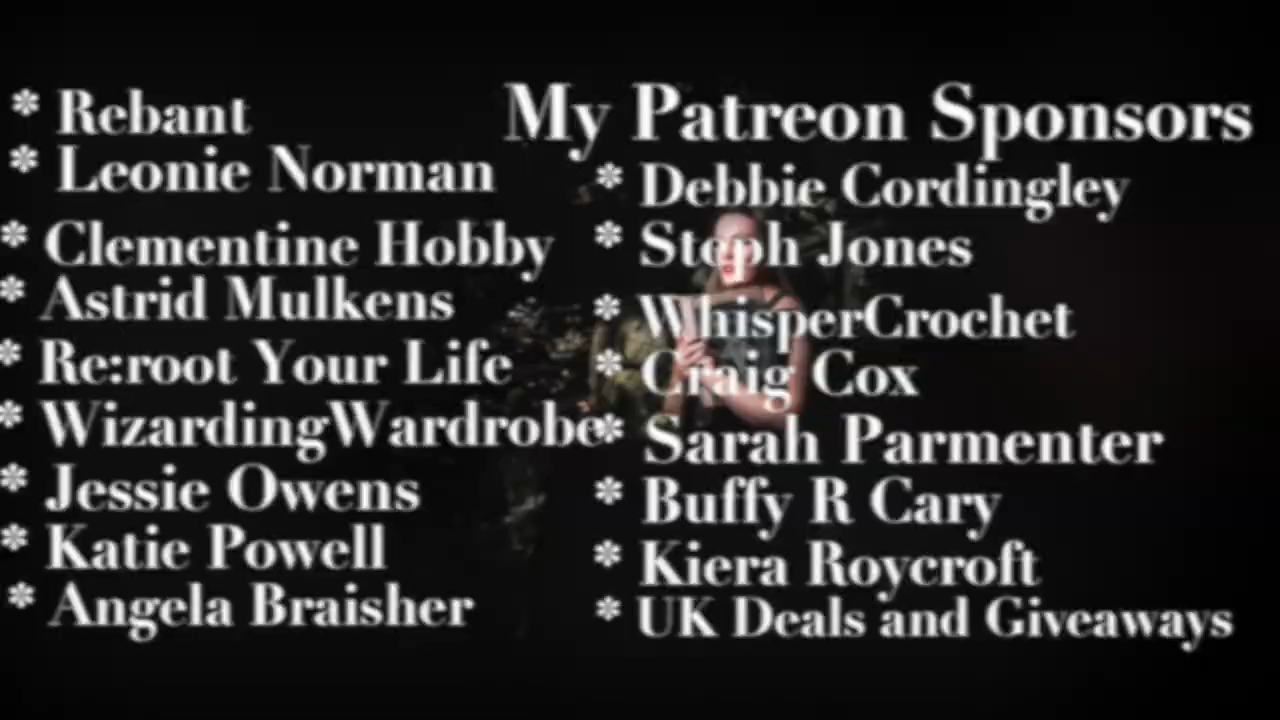 My Patreon Sponsors
* Rebant
* Leonie Norman
* Clementine Hobby
* Astrid Mulkens
* Re:root Your Life
* WizardingWardrobe
* Jessie Owens
* Katie Powell
* Angela Braisher
* Debbie Cordingley
* Steph Jones
* WhisperCrochet
* Craig Cox
* Sarah Parmenter
* Buffy R Cary
* Kiera Roycroft
* UK Deals and Giveaways